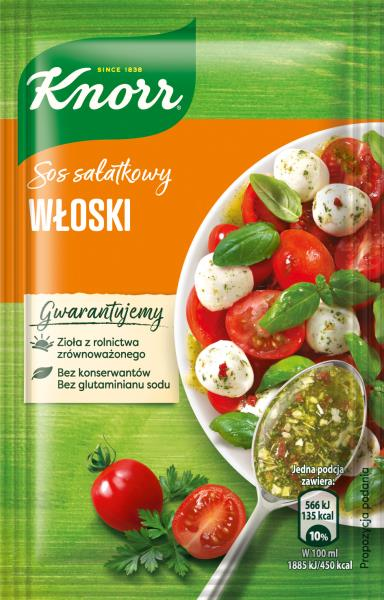 SINCE 1838
Knorr
Sos sałatkowy
WŁOSKI
Gwarantujemy
Zioła z rolnictwa
zrównoważonego
Bez konserwantów
Bez glutaminianu sodu
Jedna podcja
zawiera:
566 kJ
135 kcal
10%
W 100 ml
1885 kJ/450 kcal
Propozycja podania